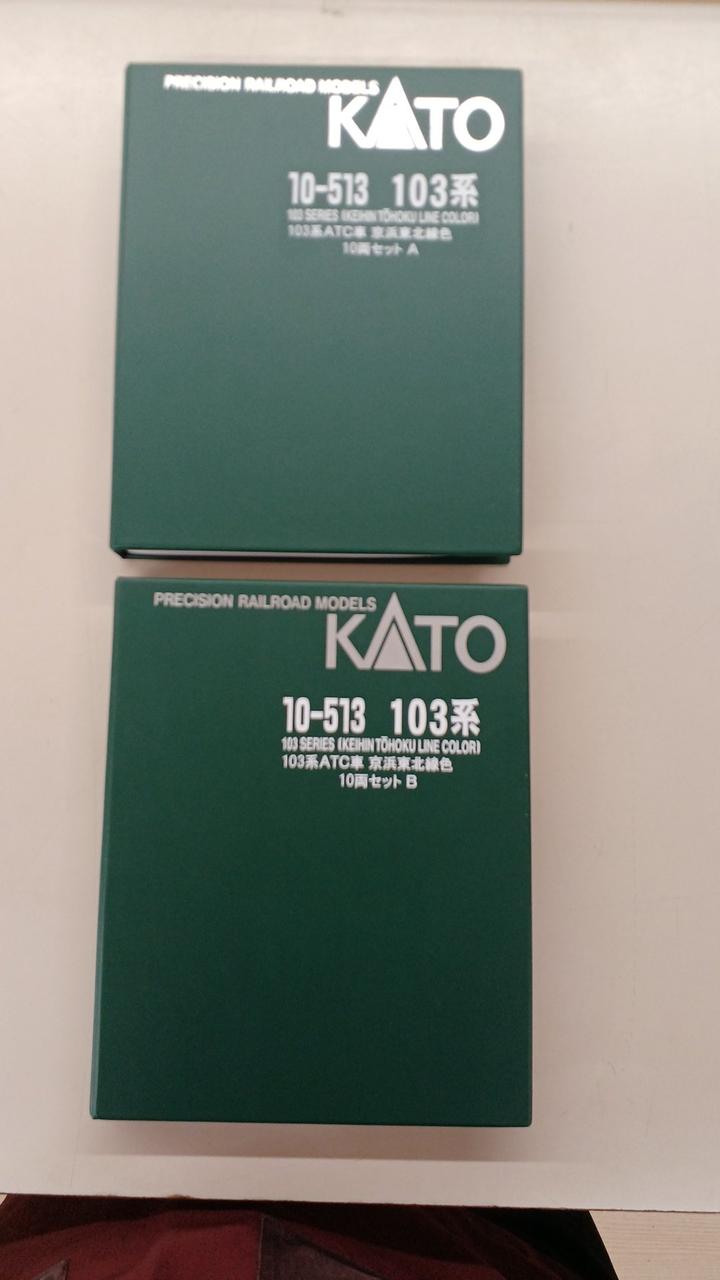 PRECISION RAILROAD MODELS
KATO
10-513 103系
103 SERIES (KEIHIN TŌHOKU LINE COLOR)
103系ATC車 京浜東北線色
10両セット A
PRECISION RAILROAD MODELS
KATO
10-513 103系
103 SERIES (KEIHIN TŌHOKU LINE COLOR)
103系ATC車 京浜東北線色
10両セット B